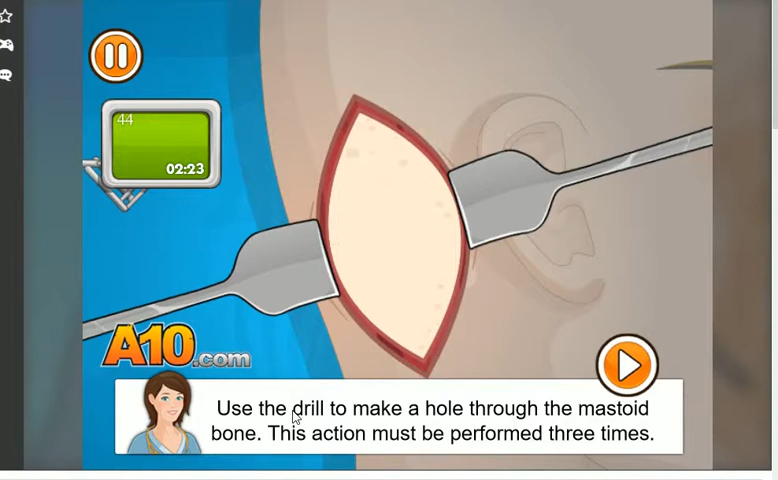 44
02:23
A10.com
Use the drill to make a hole through the mastoid
bone. This action must be performed three times.